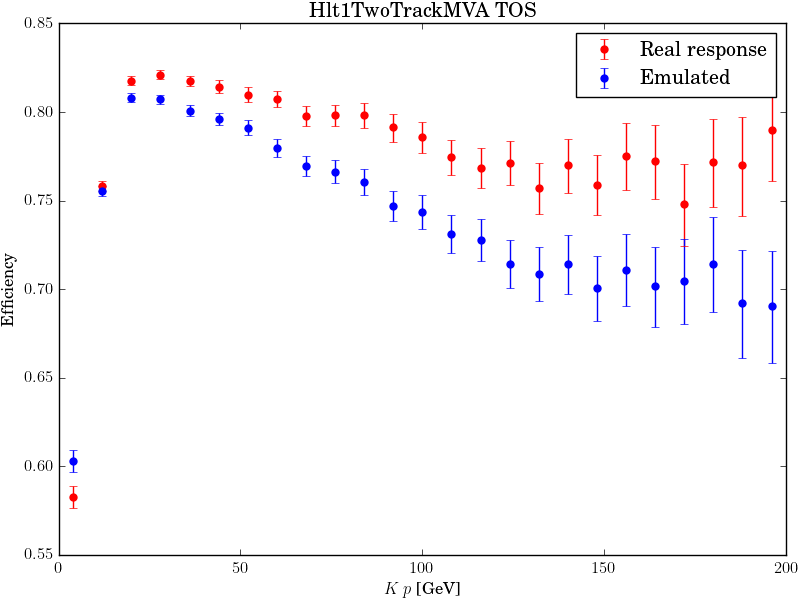 Hlt1TwoTrackMVA TOS
Real response
Emulated
Efficiency
0.85
0.80
0.75
0.70
0.65
0.60
0.55
0 50 100 150 200
K p [GeV]